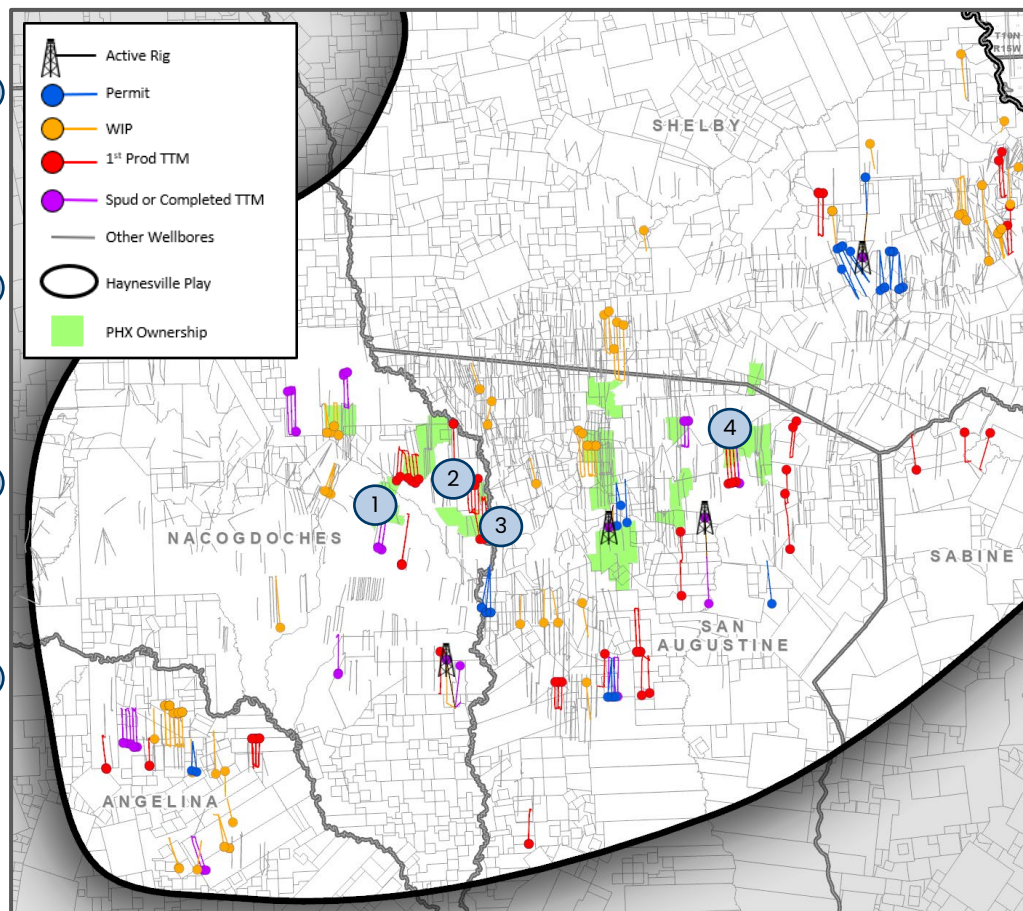 Active Rig
Permit
WIP
1st Prod TTM
Spud or Completed TTM
Other Wellbores
Haynesville Play
PHX Ownership
T10N
R15W
SHELBY
4
2
1
3
NACOGDOCHES
SABINE
SAN
AUGUSTINE
ANGELINA